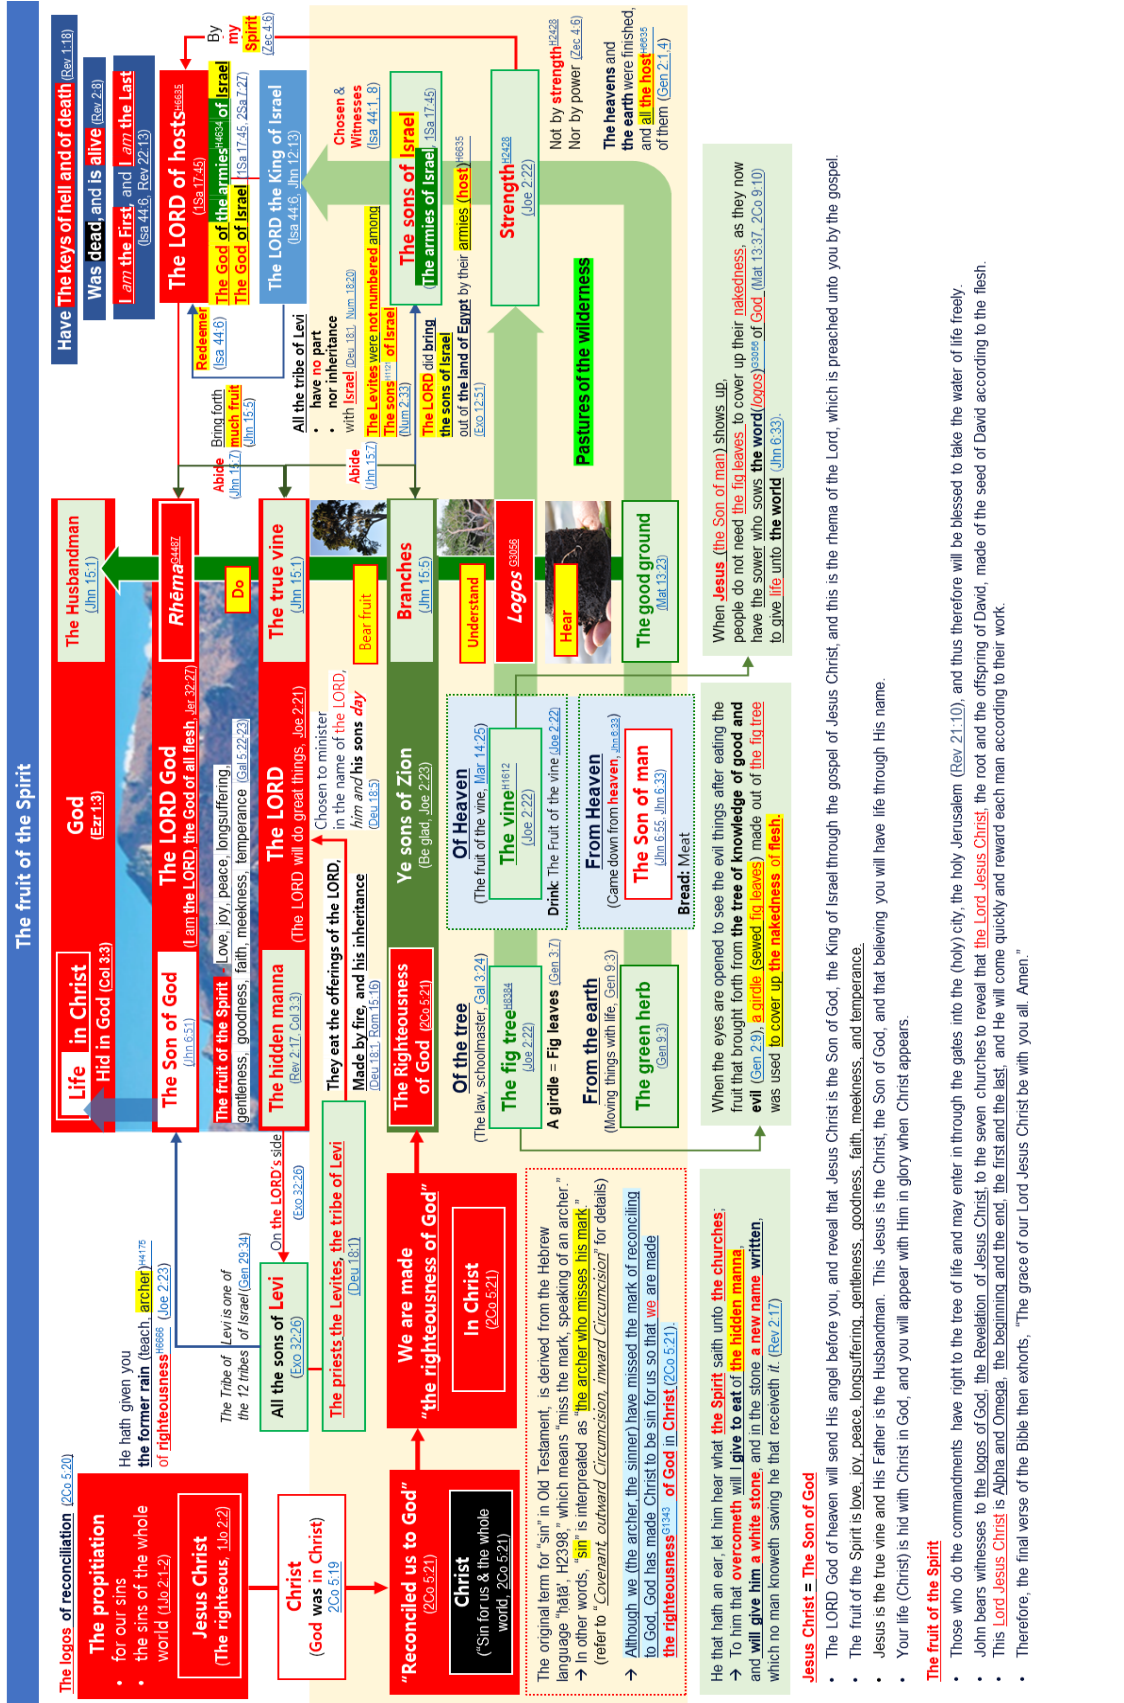 The fruit of the Spirit
The logos of reconciliation (2Co 5:20)
The propitiation
• for our sins
• the sins of the whole
world (1Jo 2:1-2)
Jesus Christ
(The righteous, 1Jo 2:2)
Christ
(God was in Christ)
2Co 5:19
"Reconciled us to God"
(2Co 5:21)
Christ
("Sin for us & the whole
world, 2Co 5:21)
He hath given you
the former rain (teach, archer)H4175
of righteousnessH6666 (Joe 2:23)
The Tribe of Levi is one of
the 12 tribes of Israel (Gen 29:34)
All the sons of Levi
(Exo 32:26)
On the LORD's side
(Exo 32:26)
The priests the Levites, the tribe of Levi
(Deu 18:1)
We are made
"the righteousness of God"
In Christ
(2Co 5:21)
Life in Christ
Hid in God (Col 3:3)
God
(Ezr 1:3)
The Husbandman
(Jhn 15:1)
The Son of God
(Jhn 6:51)
The LORD God
(I am the LORD, the God of all flesh, Jer 32:27)
RhēmaG4487
The fruit of the Spirit - Love, joy, peace, longsuffering,
gentleness, goodness, faith, meekness, temperance (Gal 5:22-23)
Do
The hidden manna
(Rev 2:17, Col 3:3)
The LORD
(The LORD will do great things, Joe 2:21)
The true vine
(Jhn 15:1)
They eat the offerings of the LORD,
Made by fire, and his inheritance
(Deu 18:1, Rom 15:16)
Chosen to minister
in the name of the LORD,
him and his sons day
(Deu 18:5)
Bear fruit
The Righteousness
of God (2Co 5:21)
Ye sons of Zion
(Be glad, Joe 2:23)
Branches
(Jhn 15:5)
Understand
Of the tree
(The law, schoolmaster, Gal 3:24)
The fig treeH8384
(Joe 2:22)
A girdle = Fig leaves (Gen 3:7)
Of Heaven
(The fruit of the vine, Mar 14:25)
The vineH1612
(Joe 2:22)
Drink: The Fruit of the vine (Joe 2:22)
Logos G3056
Hear
From the earth
(Moving things with life, Gen 9:3)
The green herb
(Gen 9:3)
From Heaven
(Came down from heaven, Jhn 6:33)
The Son of man
(Jhn 6:55, Jhn 6:33)
Bread: Meat
The good ground
(Mat 13:23)
Have The keys of hell and of death (Rev 1:18)
Was dead, and is alive (Rev 2:8)
I am the First, and I am the Last
(Isa 44:6, Rev 22:13)
The LORD of hostsH6635
(1Sa 17:45)
The God of the armiesH4634 of Israel
The God of Israel (1Sa 17:45, 2Sa 7:27)
The LORD the King of Israel
(Isa 44:6, Jhn 12:13)
By
my
Spirit
(Zec 4:6)
Redeemer
(Isa 44:6)
Abide
(Jhn 15:7)
Bring forth
much fruit
(Jhn 15:5)
All the tribe of Levi
• have no part
• nor inheritance
with Israel (Deu 18:1, Num 18:20)
Abide
(Jhn 15:7)
The Levites were not numbered among
The sonsH1121 of Israel
(Num 2:33)
The LORD did bring
the sons of Israel
out of the land of Egypt by their armies (host)H6635
(Exo 12:51)
Chosen &
Witnesses
(Isa 44:1, 8)
The sons of Israel
(The armies of Israel, 1Sa 17:45)
StrengthH2428
(Joe 2:22)
Not by strengthH2428
Nor by power (Zec 4:6)
The heavens and
the earth were finished,
and all the hostH6635
of them (Gen 2:1,4)
Pastures of the wilderness
The original term for "sin" in Old Testament, is derived from the Hebrew
language "ḥāṭā', H2398," which means "miss the mark, speaking of an archer."
→ In other words, "sin" is interpreted as "the archer who misses his mark."
(refer to "Covenant, outward Circumcision, inward Circumcision" for details)
→ Although we (the archer, the sinner) have missed the mark of reconciling
to God, God has made Christ to be sin for us so that we are made
the righteousnessG1343 of God in Christ (2Co 5:21).
He that hath an ear, let him hear what the Spirit saith unto the churches;
→ To him that overcometh will I give to eat of the hidden manna,
and will give him a white stone, and in the stone a new name written,
which no man knoweth saving he that receiveth it. (Rev 2:17)
When the eyes are opened to see the evil things after eating the
fruit that brought forth from the tree of knowledge of good and
evil (Gen 2:9), a girdle (sewed fig leaves) made out of the fig tree
was used to cover up the nakedness of flesh.
When Jesus (the Son of man) shows up,
people do not need the fig leaves to cover up their nakedness, as they now
have the sower who sows the word(logos)G3056 of God (Mat 13:37, 2Co 9:10)
to give life unto the world (Jhn 6:33).
Jesus Christ = The Son of God
• The LORD God of heaven will send His angel before you, and reveal that Jesus Christ is the Son of God, the King of Israel through the gospel of Jesus Christ, and this is the rhema of the Lord, which is preached unto you by the gospel.
• The fruit of the Spirit is love, joy, peace, longsuffering, gentleness, goodness, faith, meekness, and temperance.
• Jesus is the true vine and His Father is the Husbandman. This Jesus is the Christ, the Son of God, and that believing you will have life through His name.
• Your life (Christ) is hid with Christ in God, and you will appear with Him in glory when Christ appears.
The fruit of the Spirit
• Those who do the commandments have right to the tree of life and may enter in through the gates into the (holy) city, the holy Jerusalem (Rev 21:10), and thus therefore will be blessed to take the water of life freely.
• John bears witnesses to the logos of God, the Revelation of Jesus Christ, to the seven churches to reveal that the Lord Jesus Christ, the root and the offspring of David, made of the seed of David according to the flesh.
• This Lord Jesus Christ is Alpha and Omega, the beginning and the end, the first and the last, and He will come quickly and reward each man according to their work.
• Therefore, the final verse of the Bible then exhorts, "The grace of our Lord Jesus Christ be with you all. Amen."